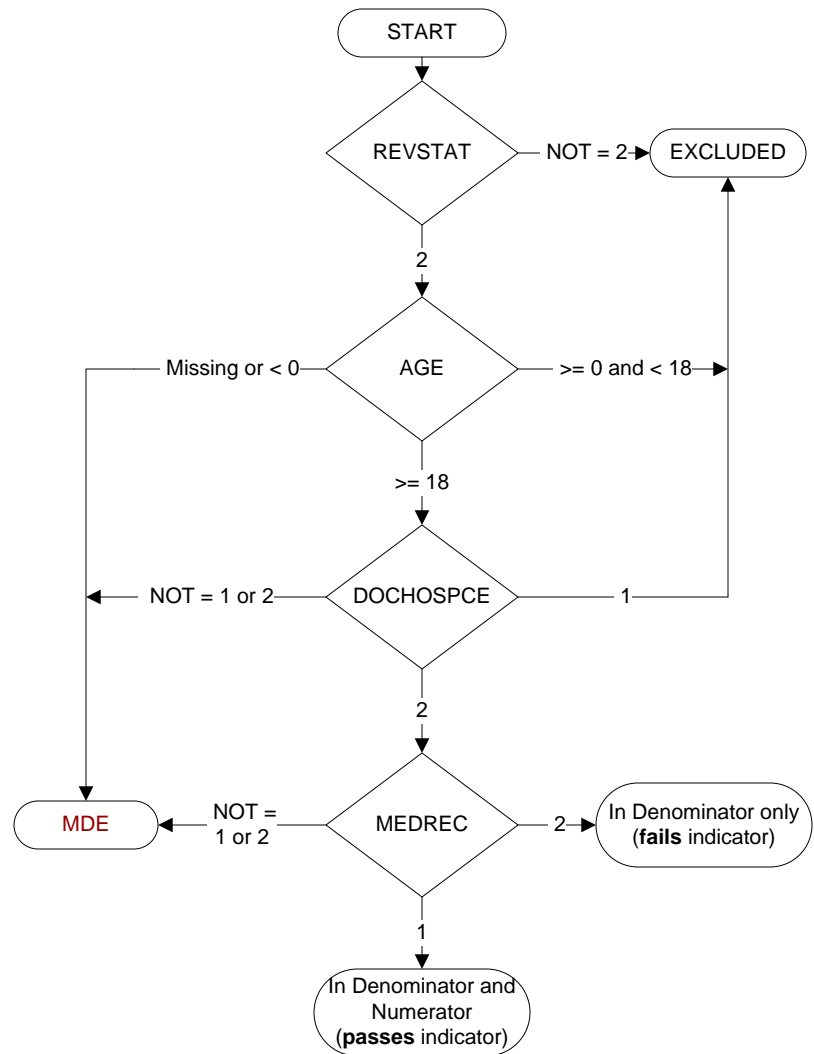 START
REVSTAT
NOT = 2
EXCLUDED
2
AGE
Missing or < 0
>= 0 and < 18
>= 18
DOCHOSPCE
NOT = 1 or 2
1
2
MEDREC
MDE
NOT =
1 or 2
2
In Denominator only
(fails indicator)
1
In Denominator and
Numerator
(passes indicator)